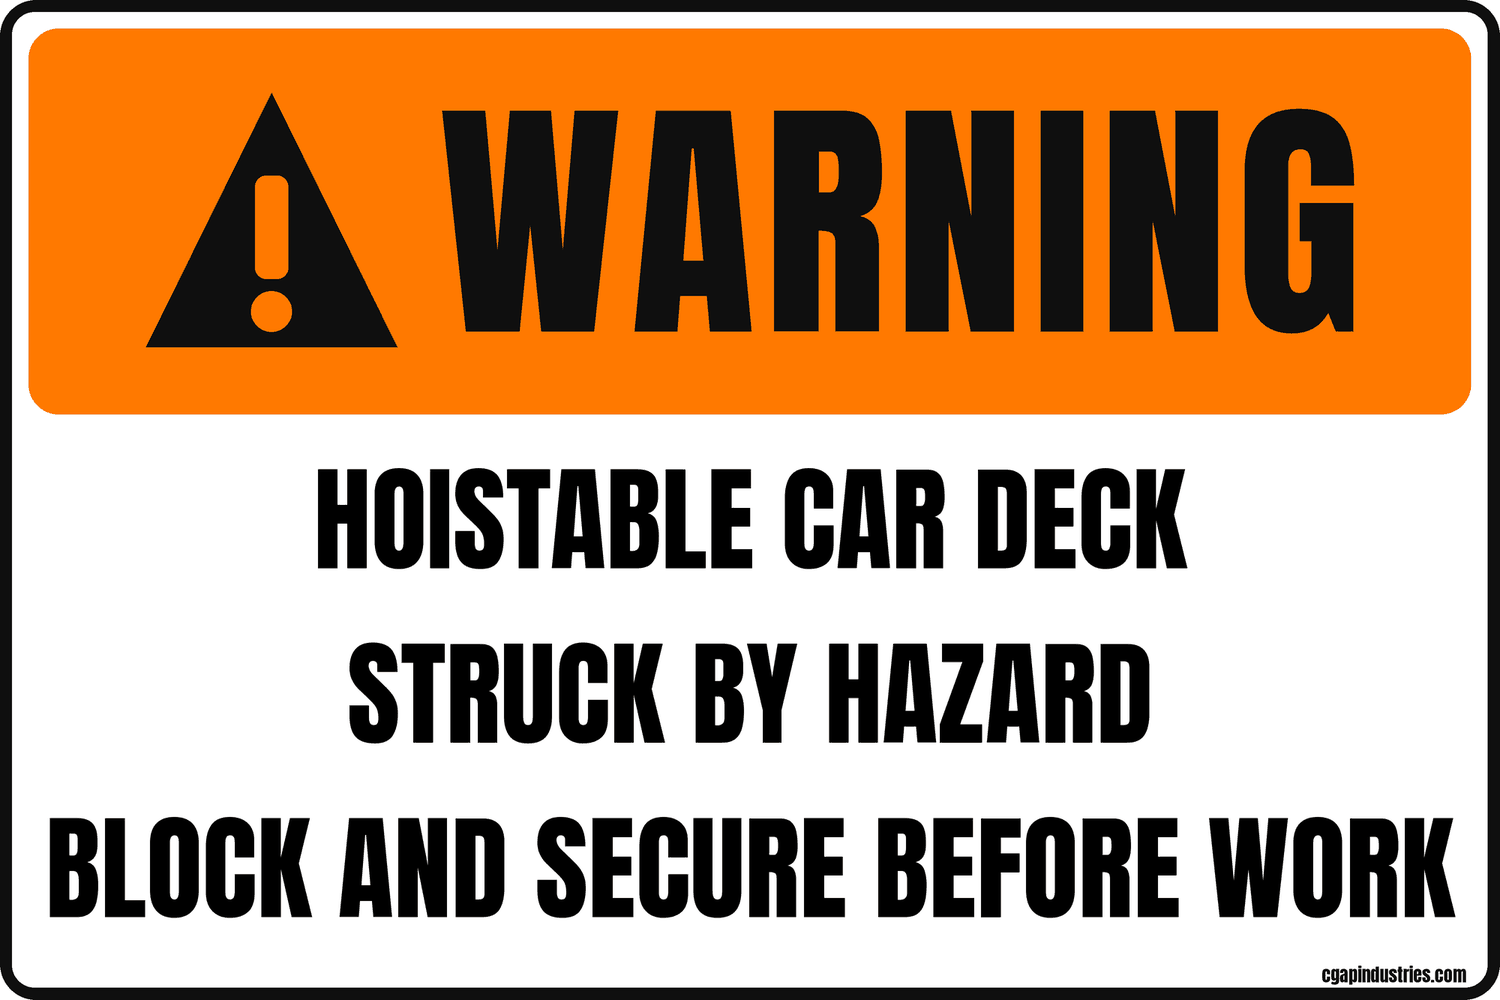 WARNING
HOISTABLE CAR DECK
STRUCK BY HAZARD
BLOCK AND SECURE BEFORE WORK
cgapindustries.com